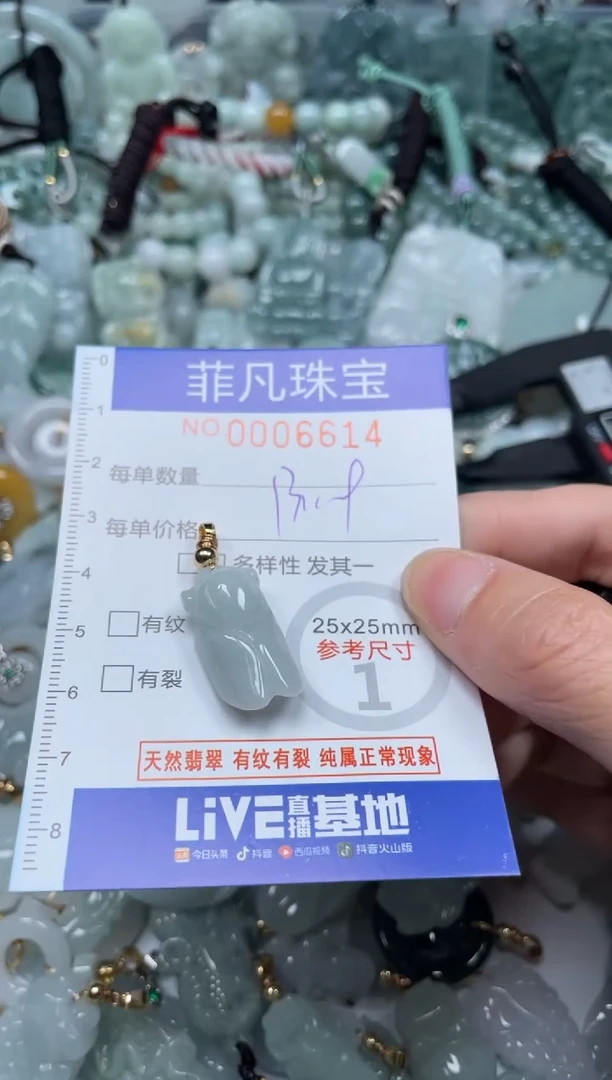 菲凡珠宝
NO 0006614
每单数量
每单价格
多样性 发其一
有纹
25x25mm
参考尺寸
有裂
1
天然翡翠 有纹有裂 纯属正常现象
LiVE直播基地
今日头条 抖音 西瓜视频 抖音火山版
0
1
2
3
4
5
6
7
8